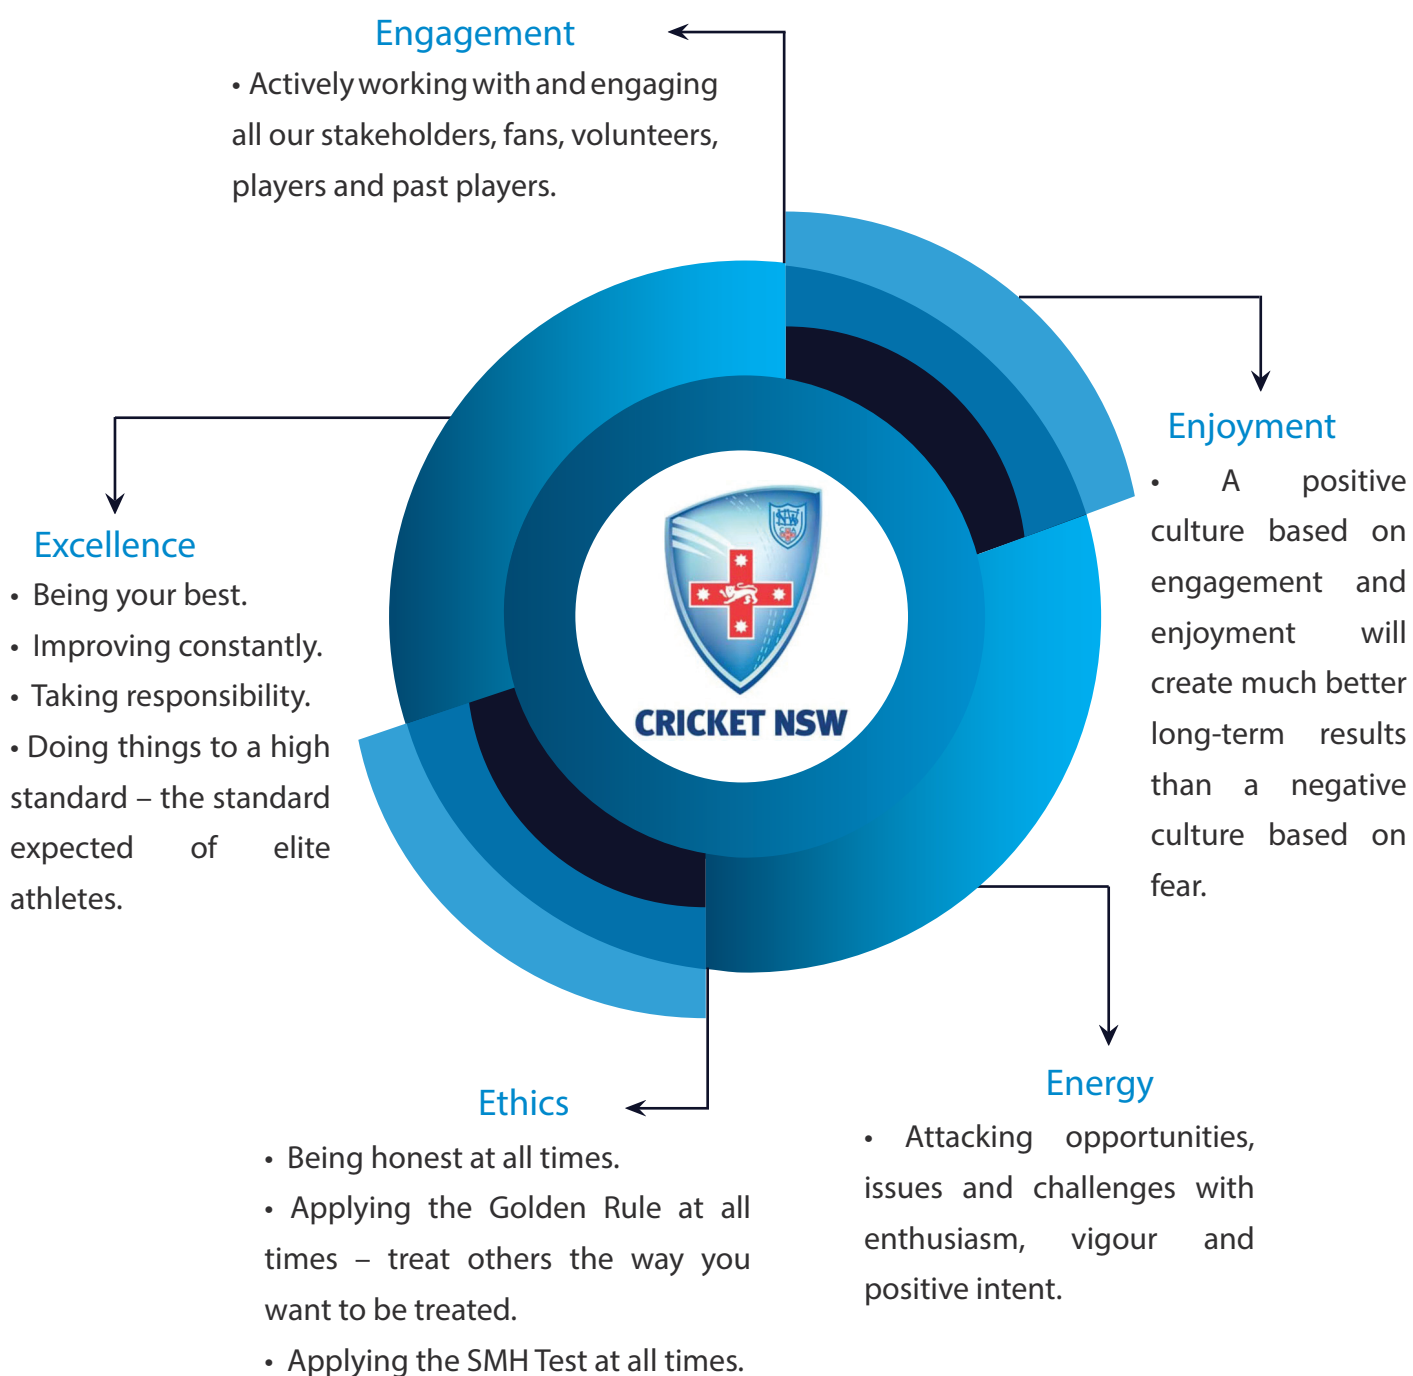 Engagement
• Actively working with and engaging
all our stakeholders, fans, volunteers,
players and past players.
Enjoyment
• A positive
culture based on
engagement and
enjoyment will
create much better
long-term results
than a negative
culture based on
fear.
Excellence
• Being your best.
• Improving constantly.
• Taking responsibility.
• Doing things to a high
standard – the standard
expected of elite
athletes.
CRICKET NSW
Energy
• Attacking opportunities,
issues and challenges with
enthusiasm, vigour and
positive intent.
Ethics
• Being honest at all times.
• Applying the Golden Rule at all
times – treat others the way you
want to be treated.
• Applying the SMH Test at all times.